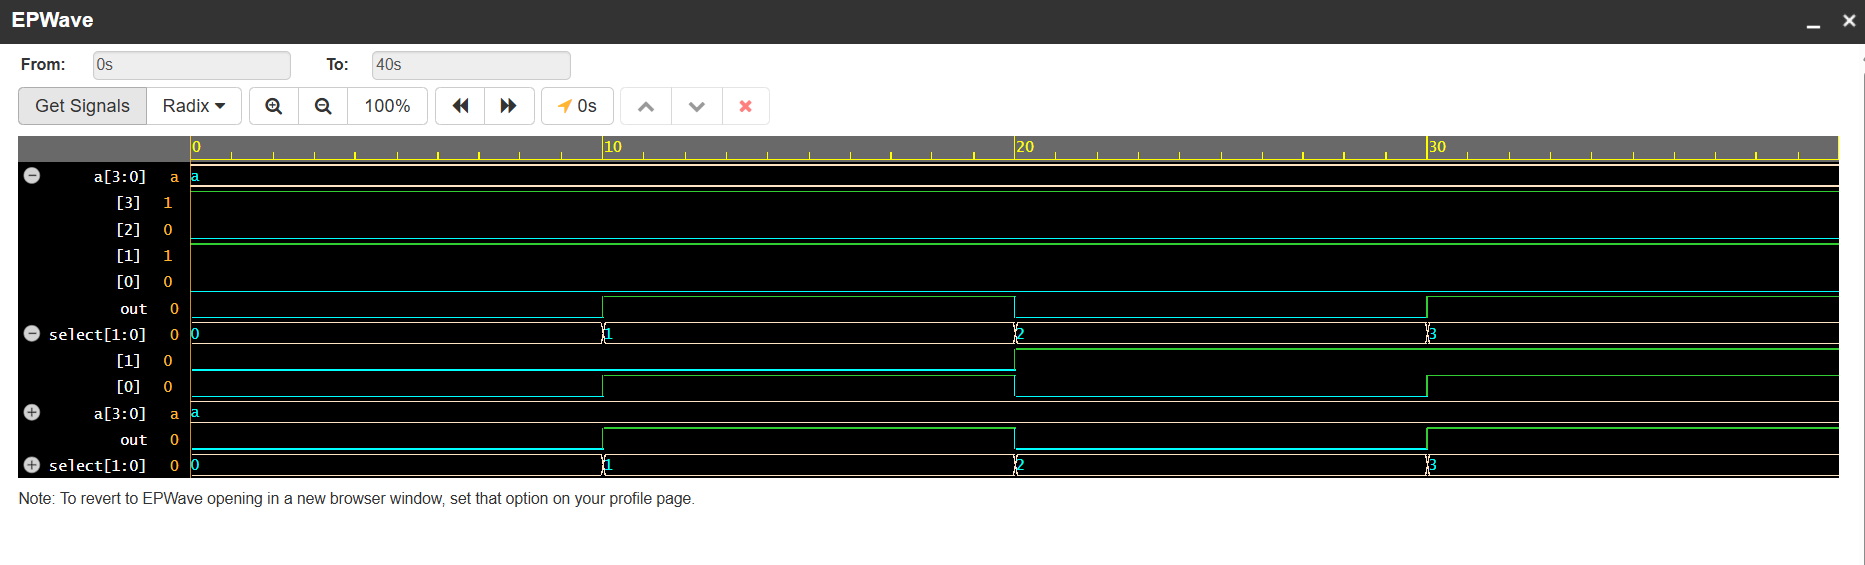 EPWave
From: 0s To: 40s
Get Signals Radix 100% 0s
0 10 20 30
a[3:0] a a
[3] 1
[2] 0
[1] 1
[0] 0
out 0
select[1:0] 0 0 1 2 3
[1] 0
[0] 0
a[3:0] a a
out 0
select[1:0] 0 0 1 2 3
Note: To revert to EPWave opening in a new browser window, set that option on your profile page.